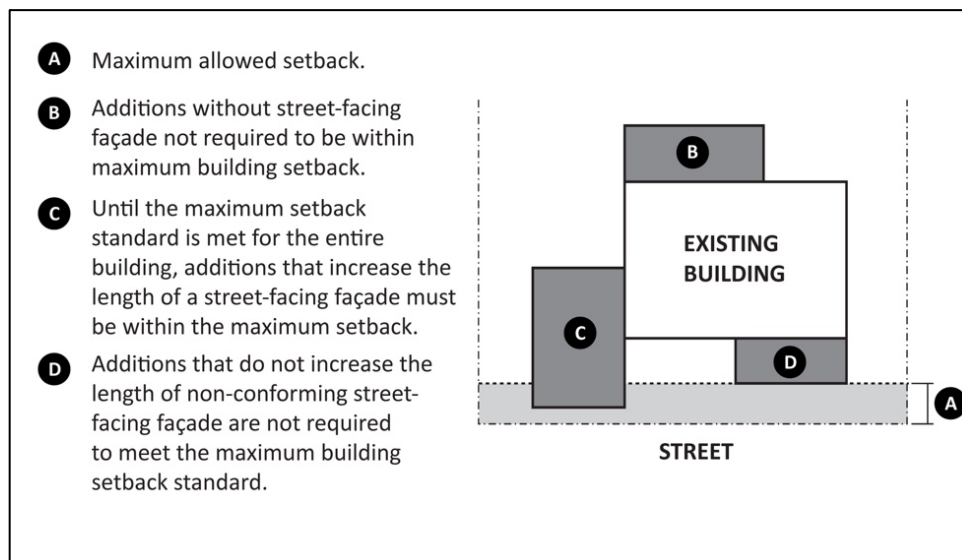 A Maximum allowed setback.
B Additions without street-facing
façade not required to be within
maximum building setback.
C Until the maximum setback
standard is met for the entire
building, additions that increase the
length of a street-facing façade must
be within the maximum setback.
D Additions that do not increase the
length of non-conforming street-
facing façade are not required
to meet the maximum building
setback standard.
B
EXISTING
BUILDING
C
D
A
STREET